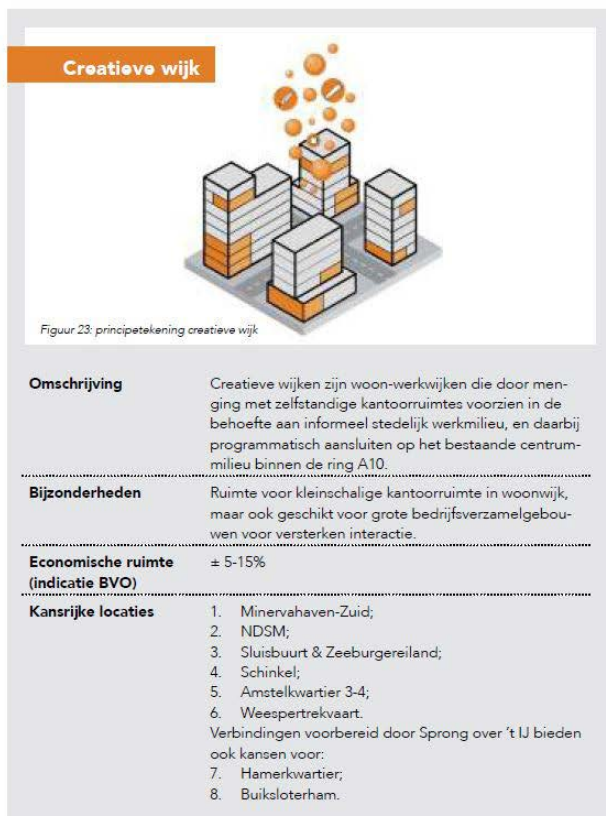 Creatieve wijk
Figuur 23: principetekening creatieve wijk
Omschrijving
Creatieve wijken zijn woon-werkwijken die door men-
ging met zelfstandige kantoorruimtes voorzien in de
behoefte aan informeel stedelijk werkmilieu, en daarbij
programmatisch aansluiten op het bestaande centrum-
milieu binnen de ring A10.
Bijzonderheden
Ruimte voor kleinschalige kantoorruimte in woonwijk,
maar ook geschikt voor grote bedrijfsverzamelgebou-
wen voor versterken interactie.
Economische ruimte
(indicatie BVO)
± 5-15%
Kansrijke locaties
1. Minervahaven-Zuid;
2. NDSM;
3. Sluisbuurt & Zeeburgereiland;
4. Schinkel;
5. Amstelkwartier 3-4;
6. Weespertrekvaart.
Verbindingen voorbereid door Sprong over 't IJ bieden
ook kansen voor:
7. Hamerkwartier;
8. Buiksloterham.